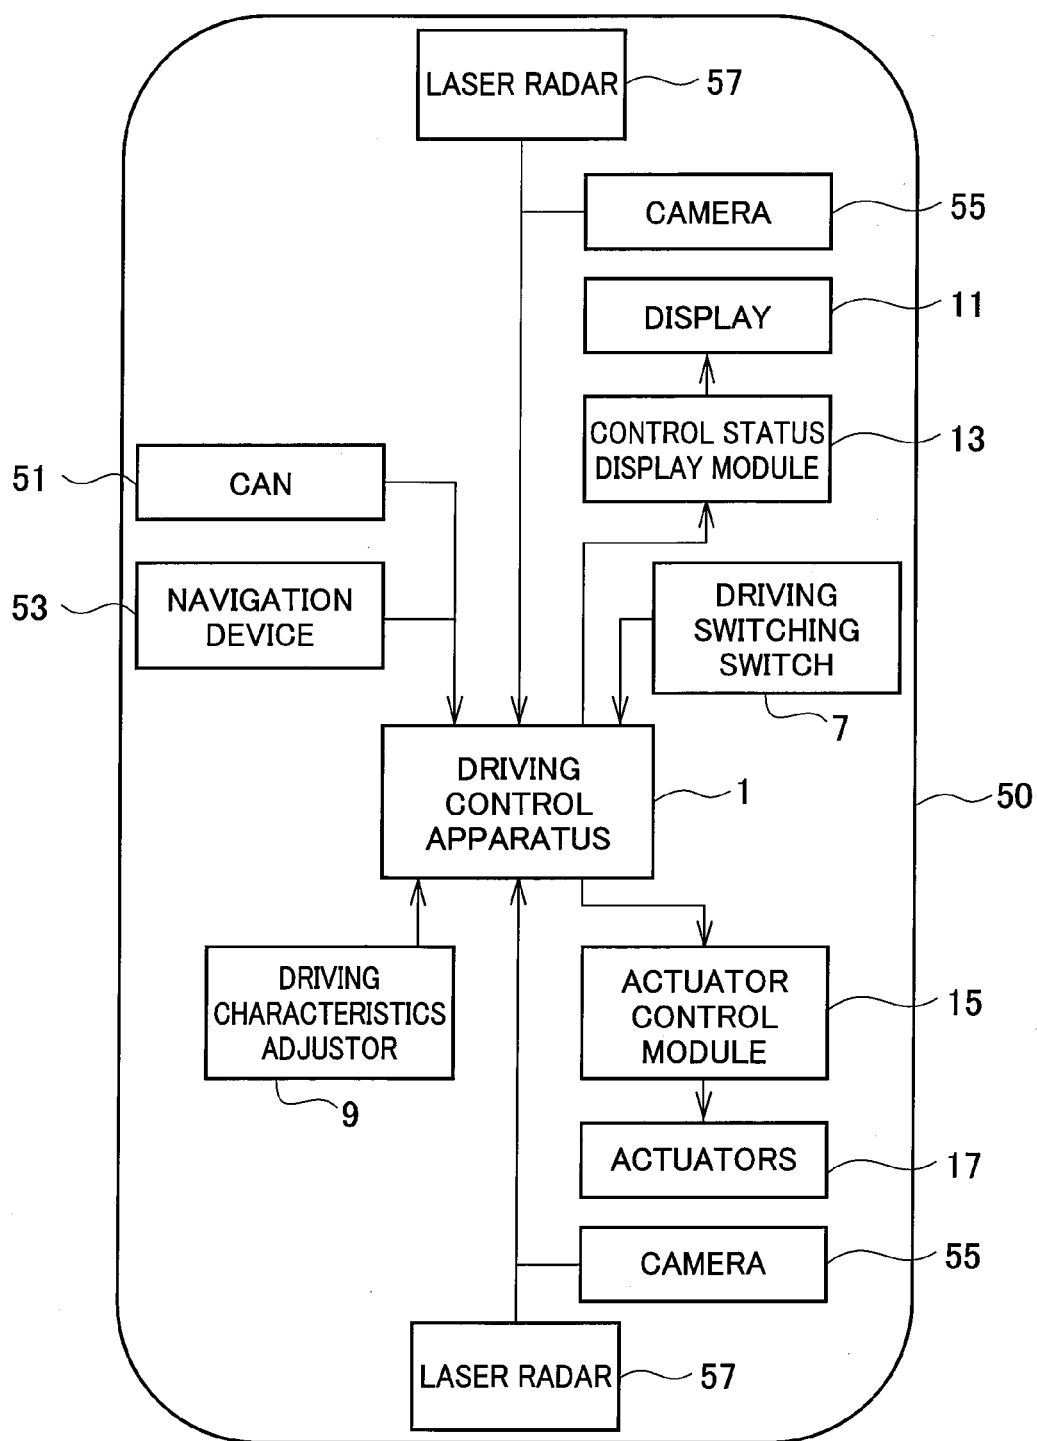 LASER RADAR
57
CAMERA
55
DISPLAY
11
CONTROL STATUS
DISPLAY MODULE
13
51
CAN
53
NAVIGATION
DEVICE
DRIVING
SWITCHING
SWITCH
7
DRIVING
CONTROL
APPARATUS
1
50
DRIVING
CHARACTERISTICS
ADJUSTOR
9
ACTUATOR
CONTROL
MODULE
15
ACTUATORS
17
CAMERA
55
LASER RADAR
57